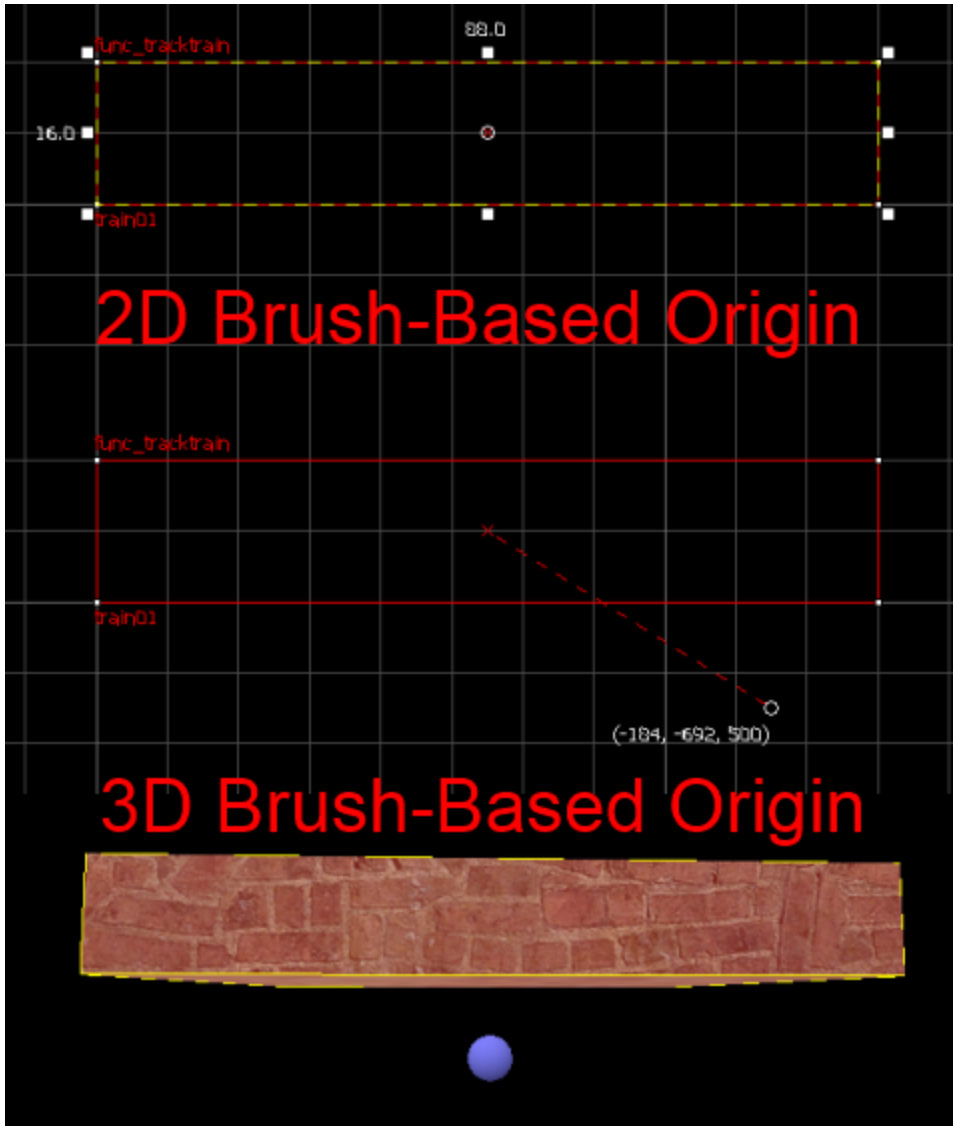 88.0
func_tracktrain
16.0
train01
2D Brush-Based Origin
func_tracktrain
train01
(-184, -692, 500)
3D Brush-Based Origin